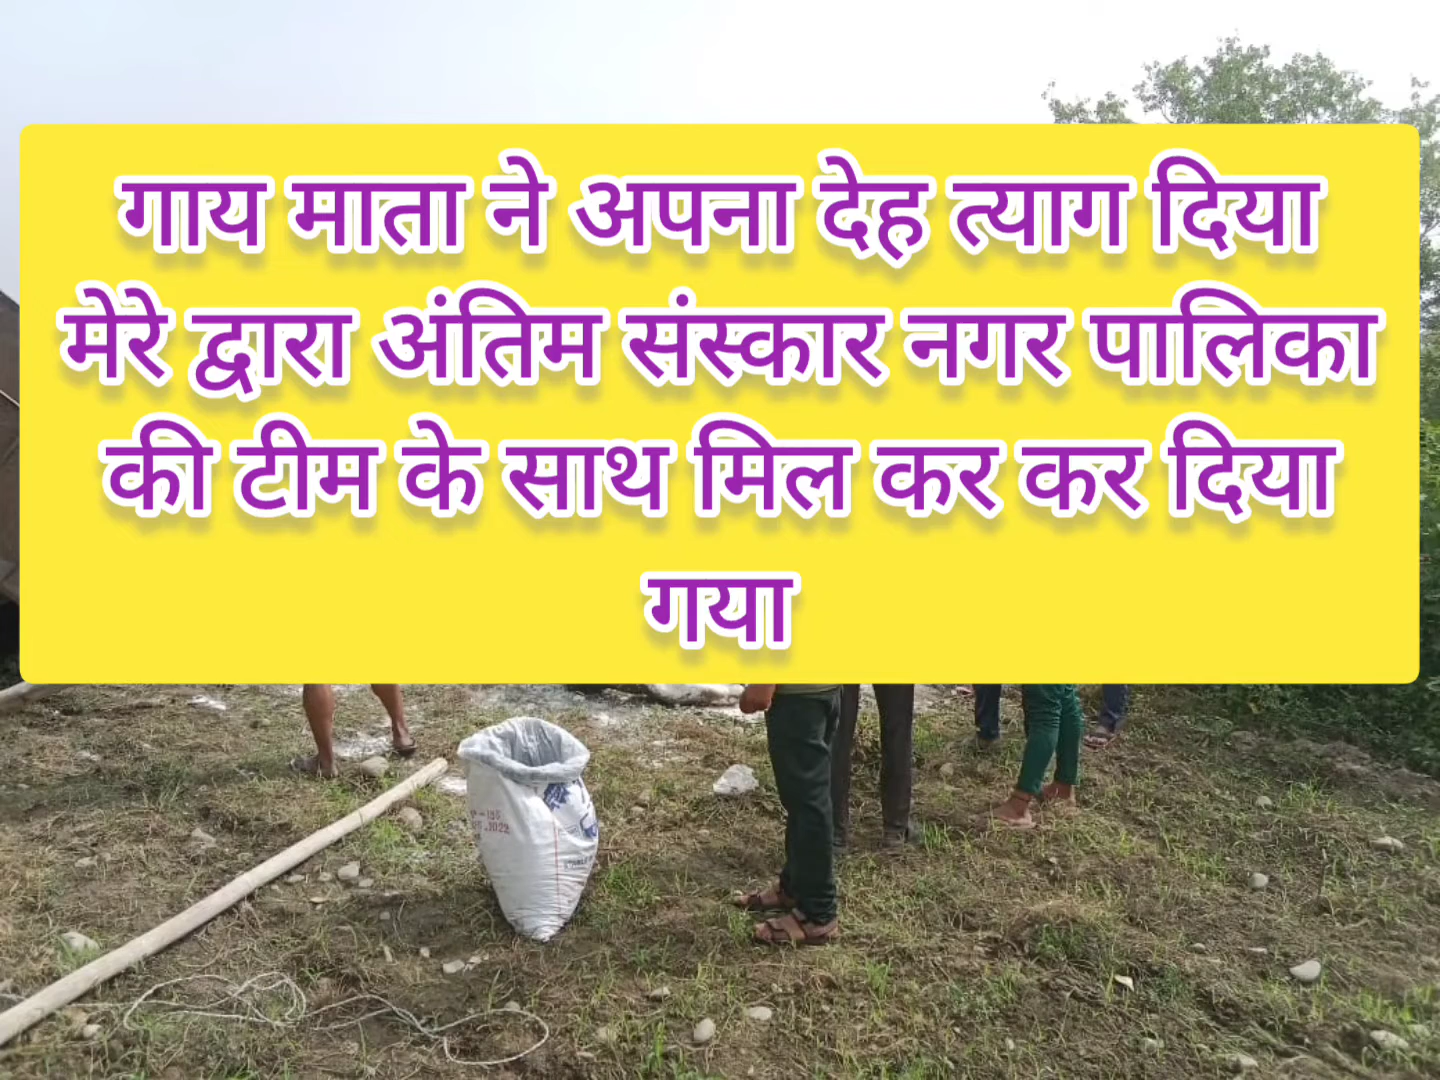 गाय माता ने अपना देह त्याग दिया
मेरे द्वारा अंतिम संस्कार नगर पालिका
की टीम के साथ मिल कर कर दिया
गया